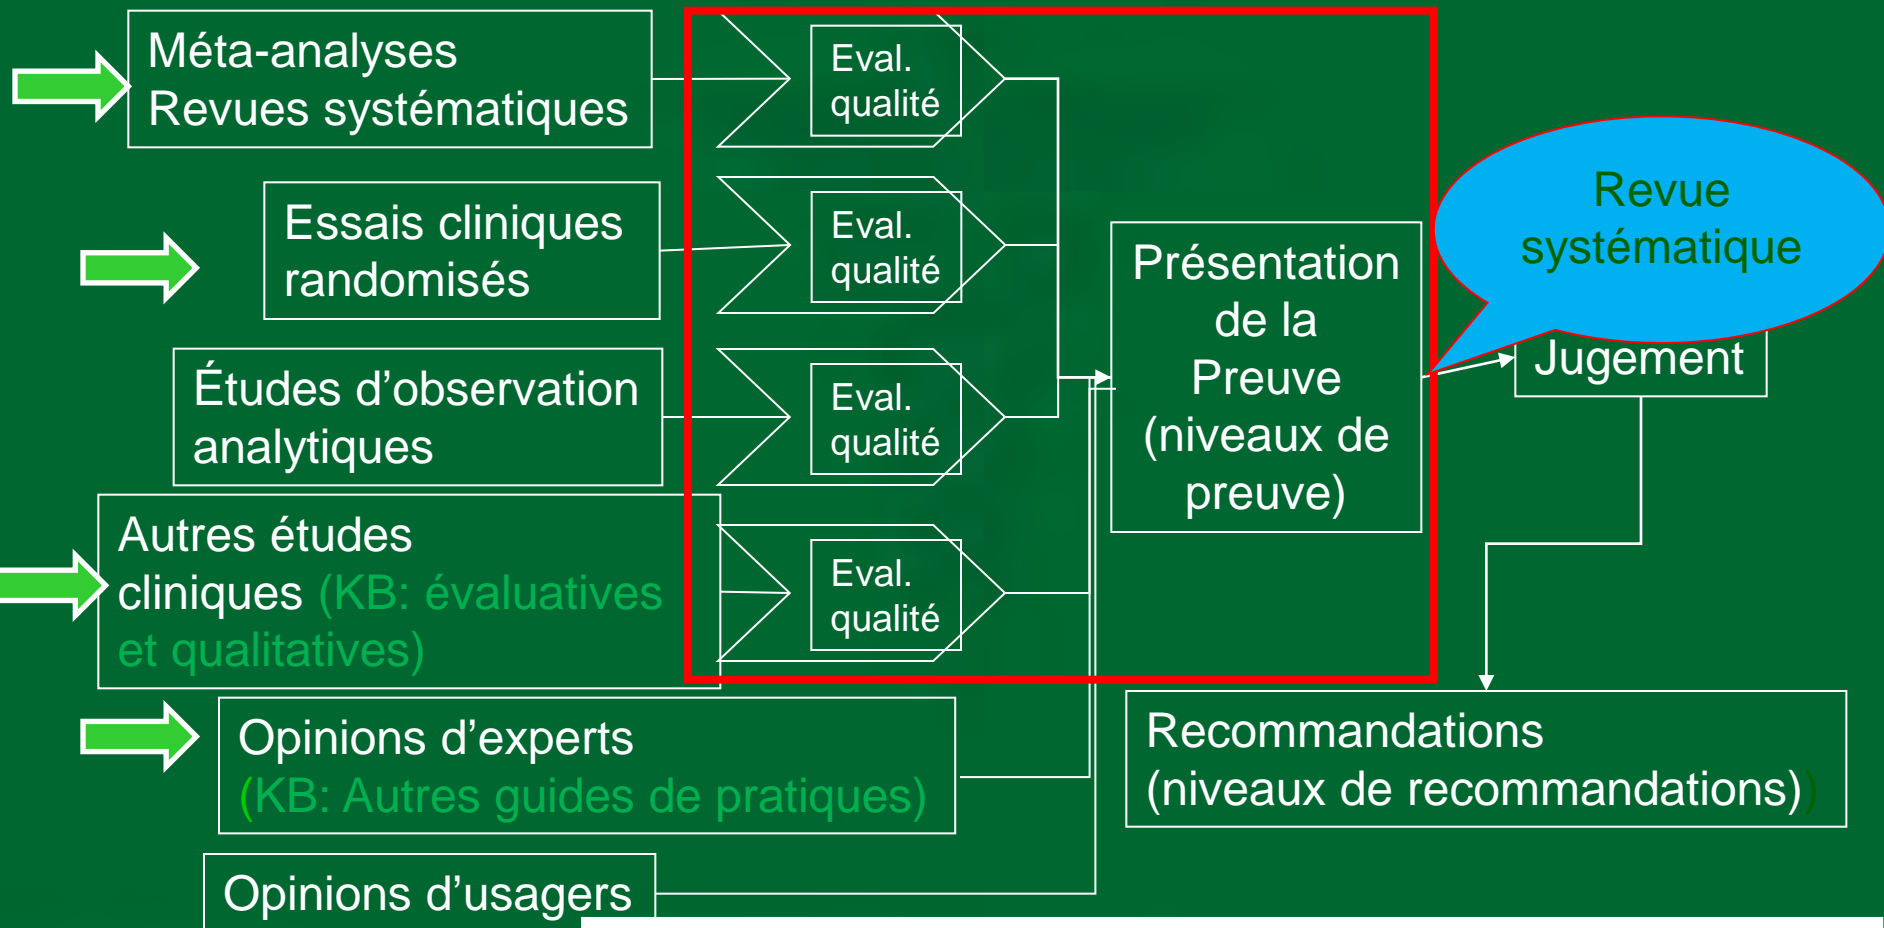 Méta-analyses
Revues systématiques
Eval.
qualité
Essais cliniques
randomisés
Eval.
qualité
Études d’observation
analytiques
Eval.
qualité
Autres études
cliniques (KB: évaluatives
et qualitatives)
Eval.
qualité
Opinions d’experts
(KB: Autres guides de pratiques)
Opinions d’usagers
Présentation
de la
Preuve
(niveaux de
preuve)
Revue
systématique
Jugement
Recommandations
(niveaux de recommandations))